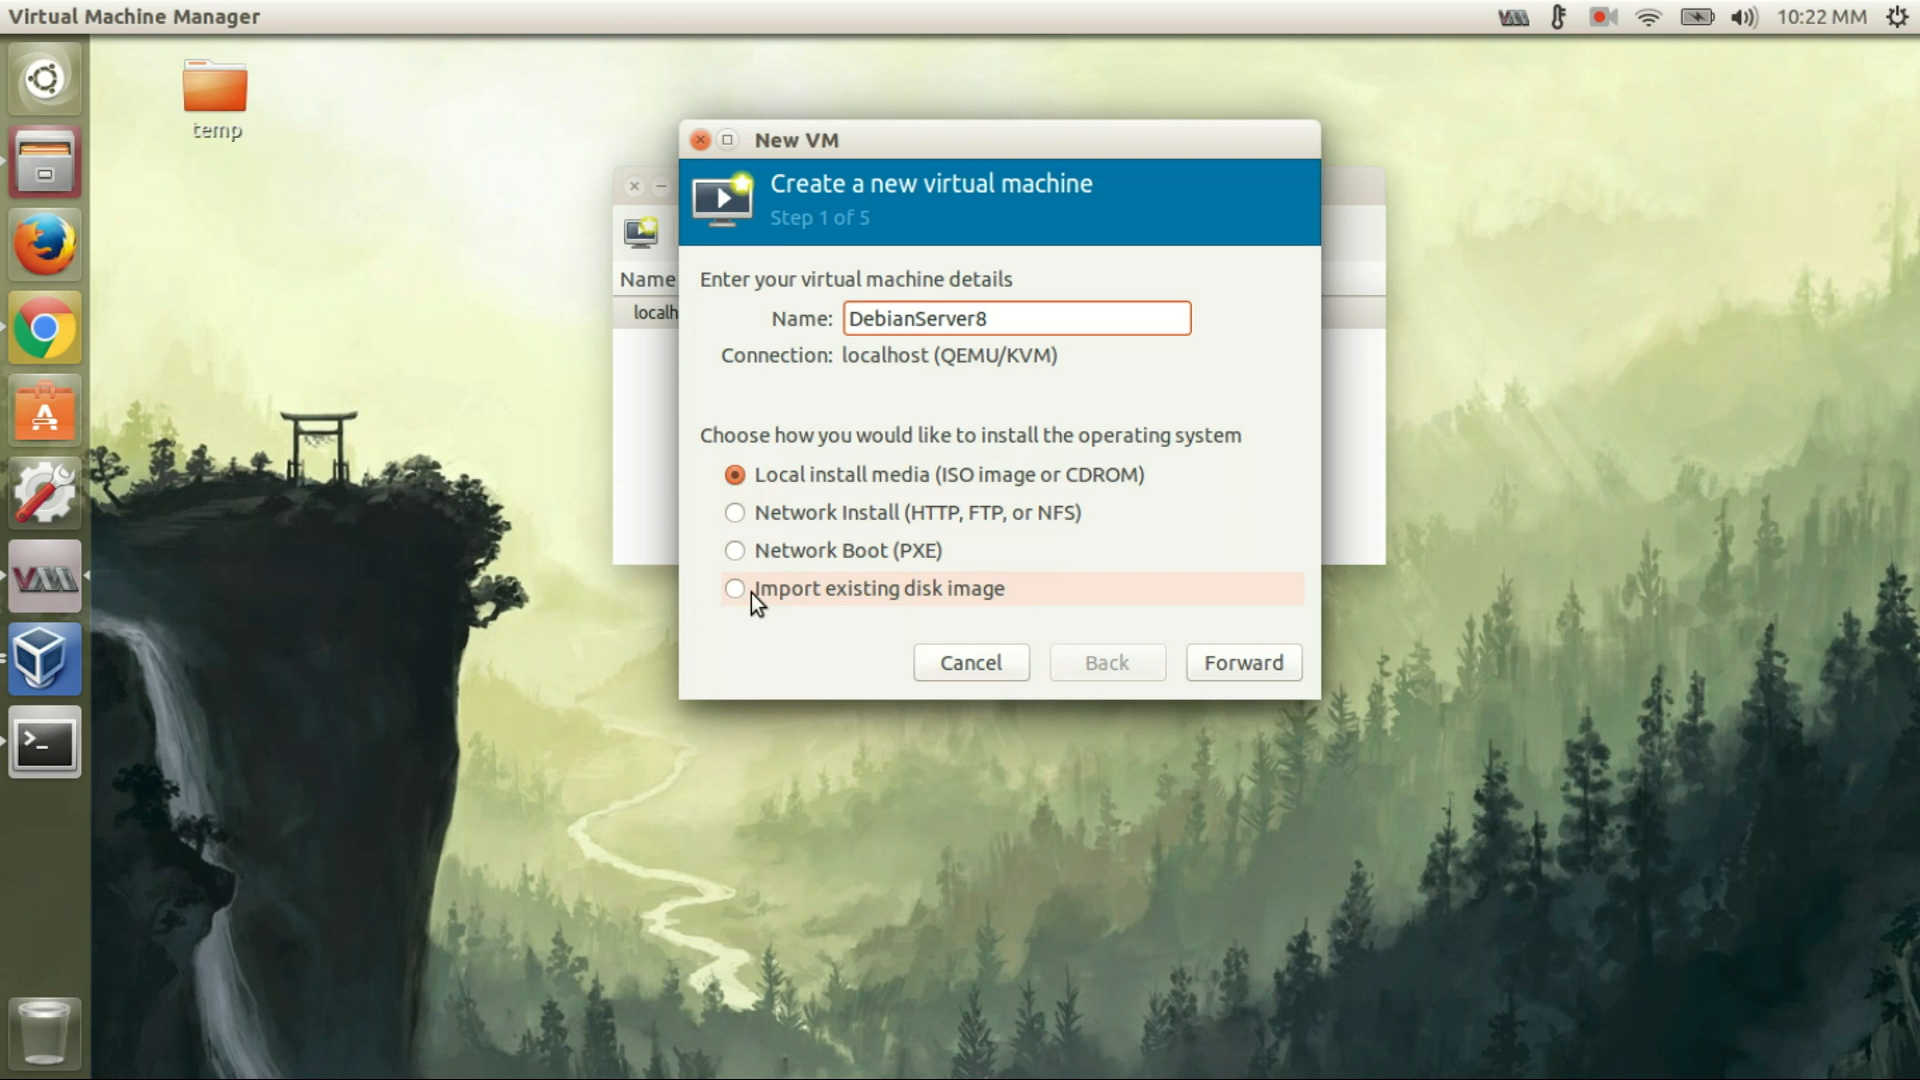 Virtual Machine Manager
10:22 MM
temp
New VM
Create a new virtual machine
Step 1 of 5
Name
localh
Enter your virtual machine details
Name: DebianServer8
Connection: localhost (QEMU/KVM)
Choose how you would like to install the operating system
Local install media (ISO image or CDROM)
Network Install (HTTP, FTP, or NFS)
Network Boot (PXE)
Import existing disk image
Cancel
Back
Forward